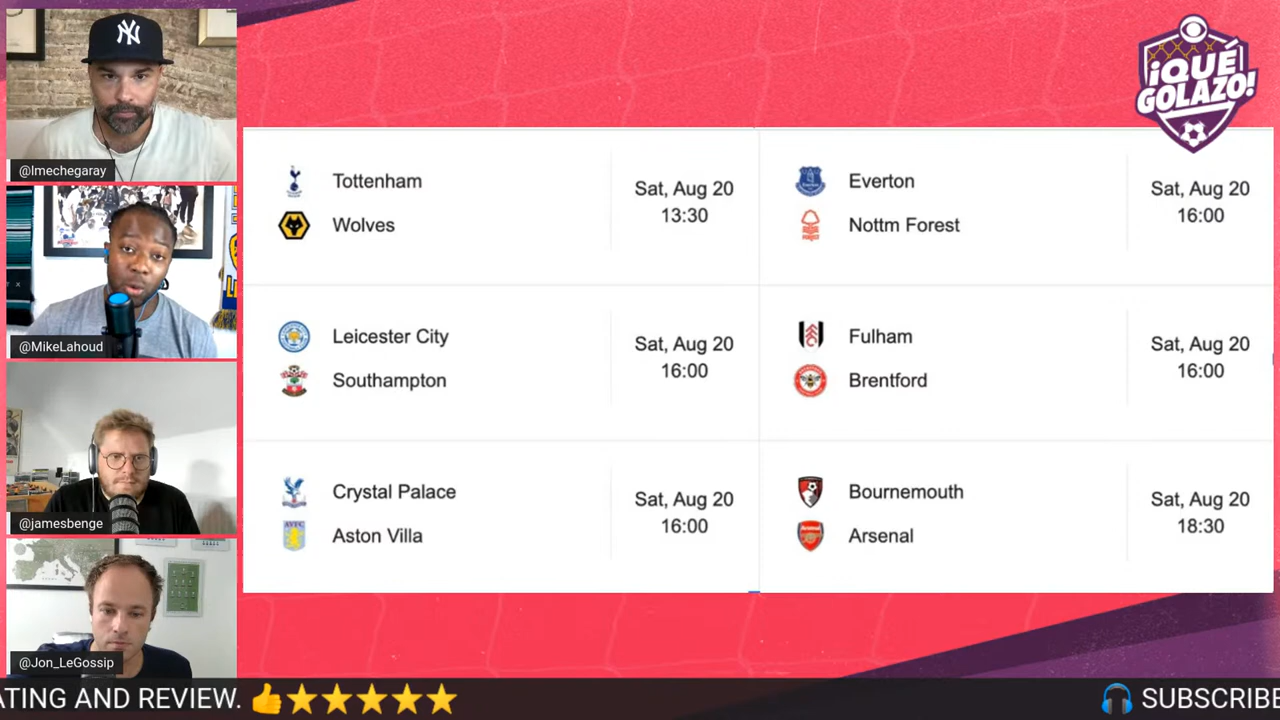 @lmechegaray
@MikeLahoud
@jamesbenge
@Jon_LeGossip
¡QUÉ
GOLAZO!
Tottenham
Wolves
Sat, Aug 20
13:30
Everton
Nottm Forest
Sat, Aug 20
16:00
Leicester City
Southampton
Sat, Aug 20
16:00
Fulham
Brentford
Sat, Aug 20
16:00
Crystal Palace
Aston Villa
Sat, Aug 20
16:00
Bournemouth
Arsenal
Sat, Aug 20
18:30
ATING AND REVIEW. 👍⭐⭐⭐⭐⭐
🎧 SUBSCRIBE